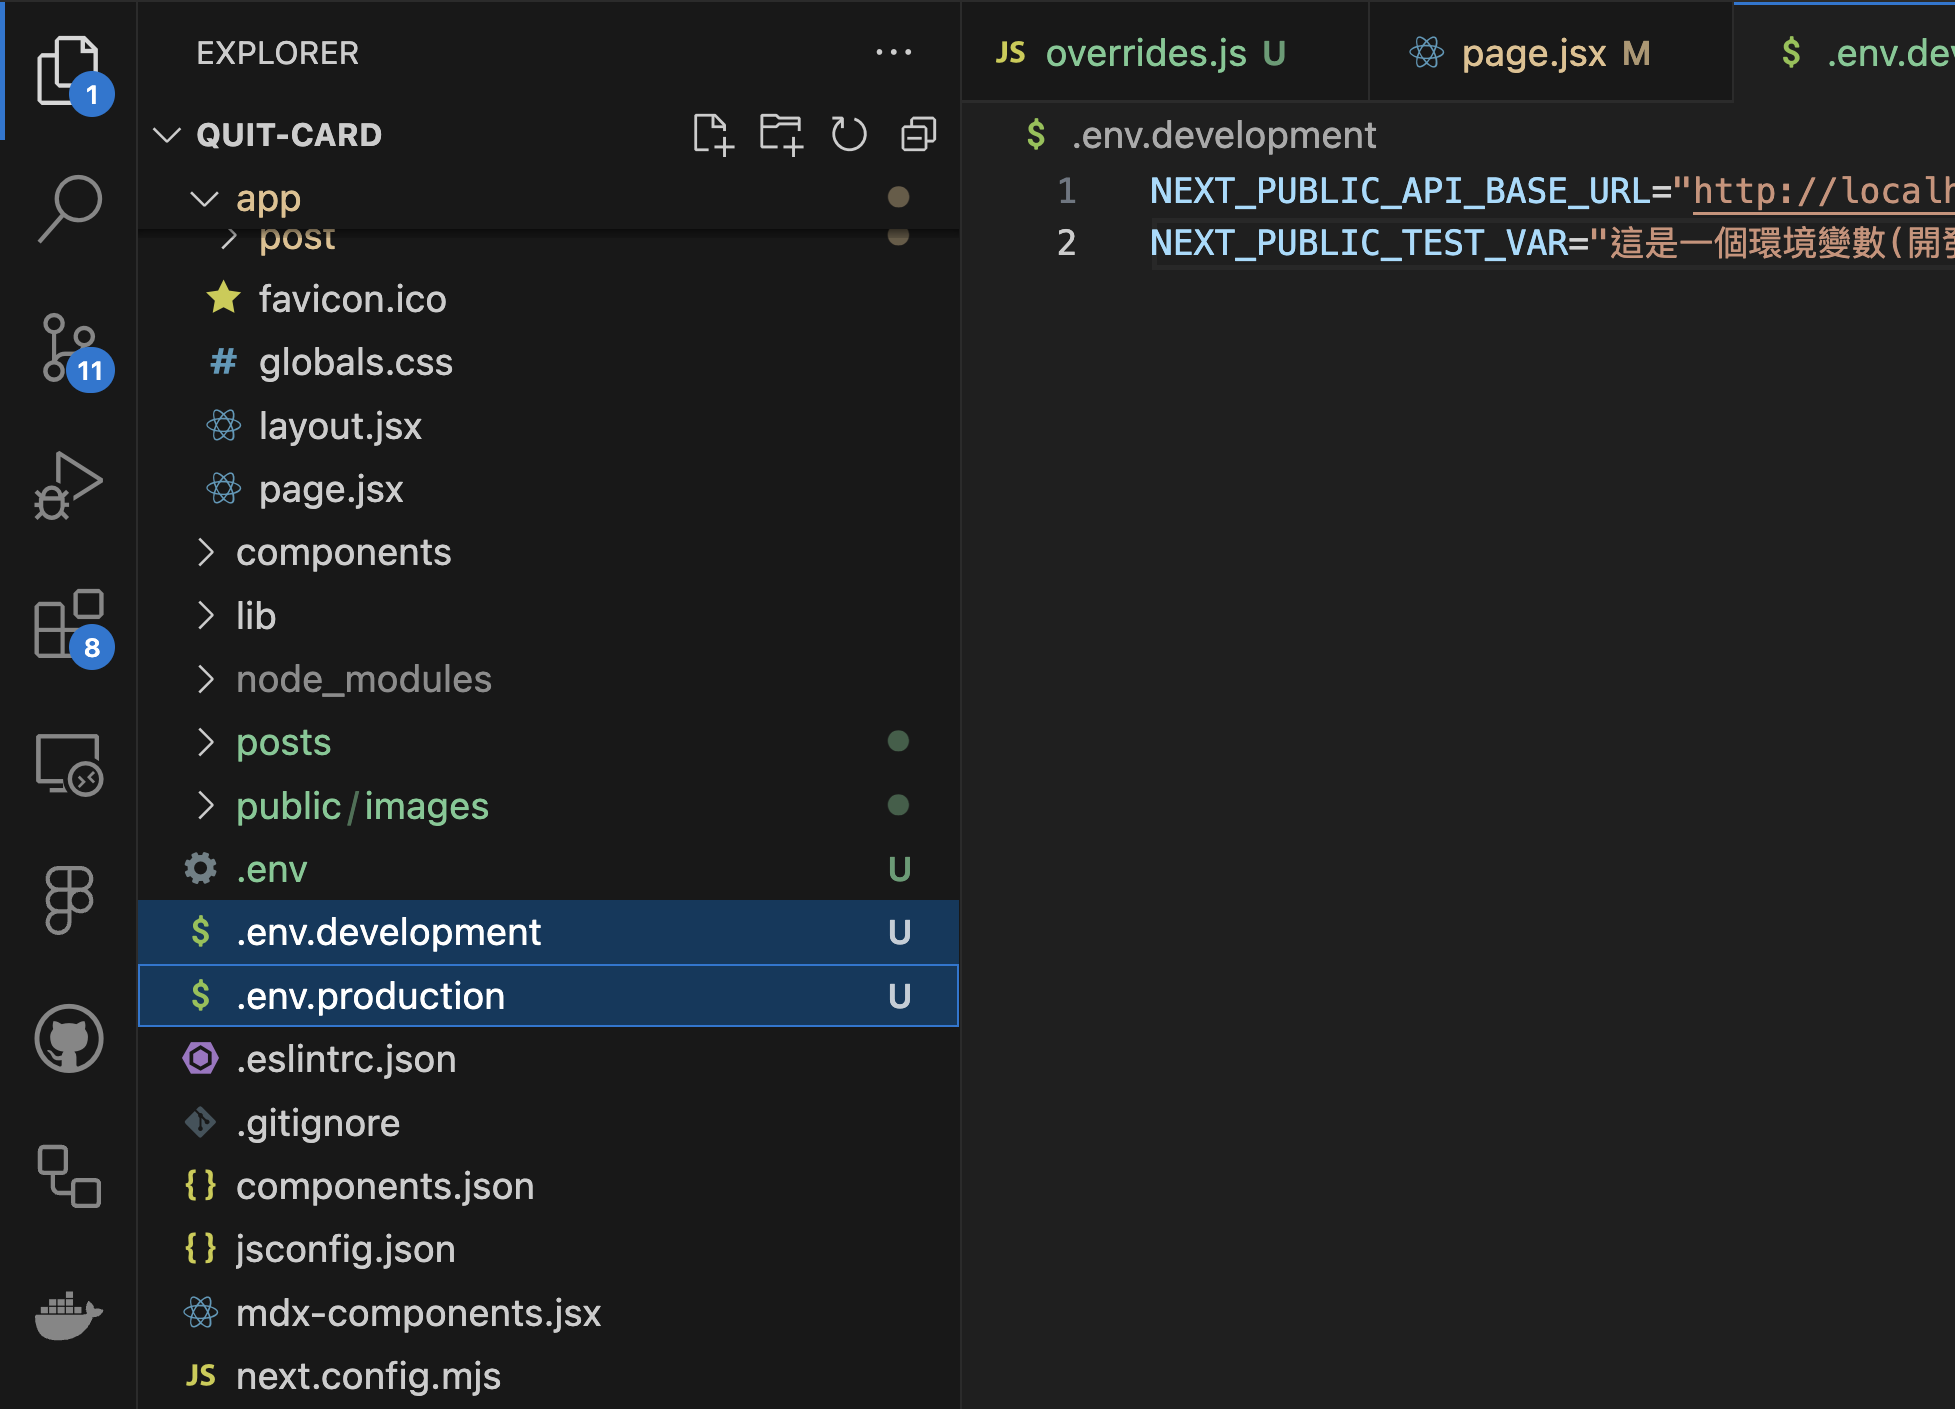 EXPLORER
QUIT-CARD
app
post
favicon.ico
globals.css
layout.jsx
page.jsx
components
lib
node_modules
posts
public/images
.env U
.env.development U
.env.production U
.eslintrc.json
.gitignore
components.json
jsconfig.json
mdx-components.jsx
next.config.mjs
1
11
8
JS overrides.js U
page.jsx M
$ .env.de
$ .env.development
1 NEXT_PUBLIC_API_BASE_URL="http://local
2 NEXT_PUBLIC_TEST_VAR="這是一個環境變數(開